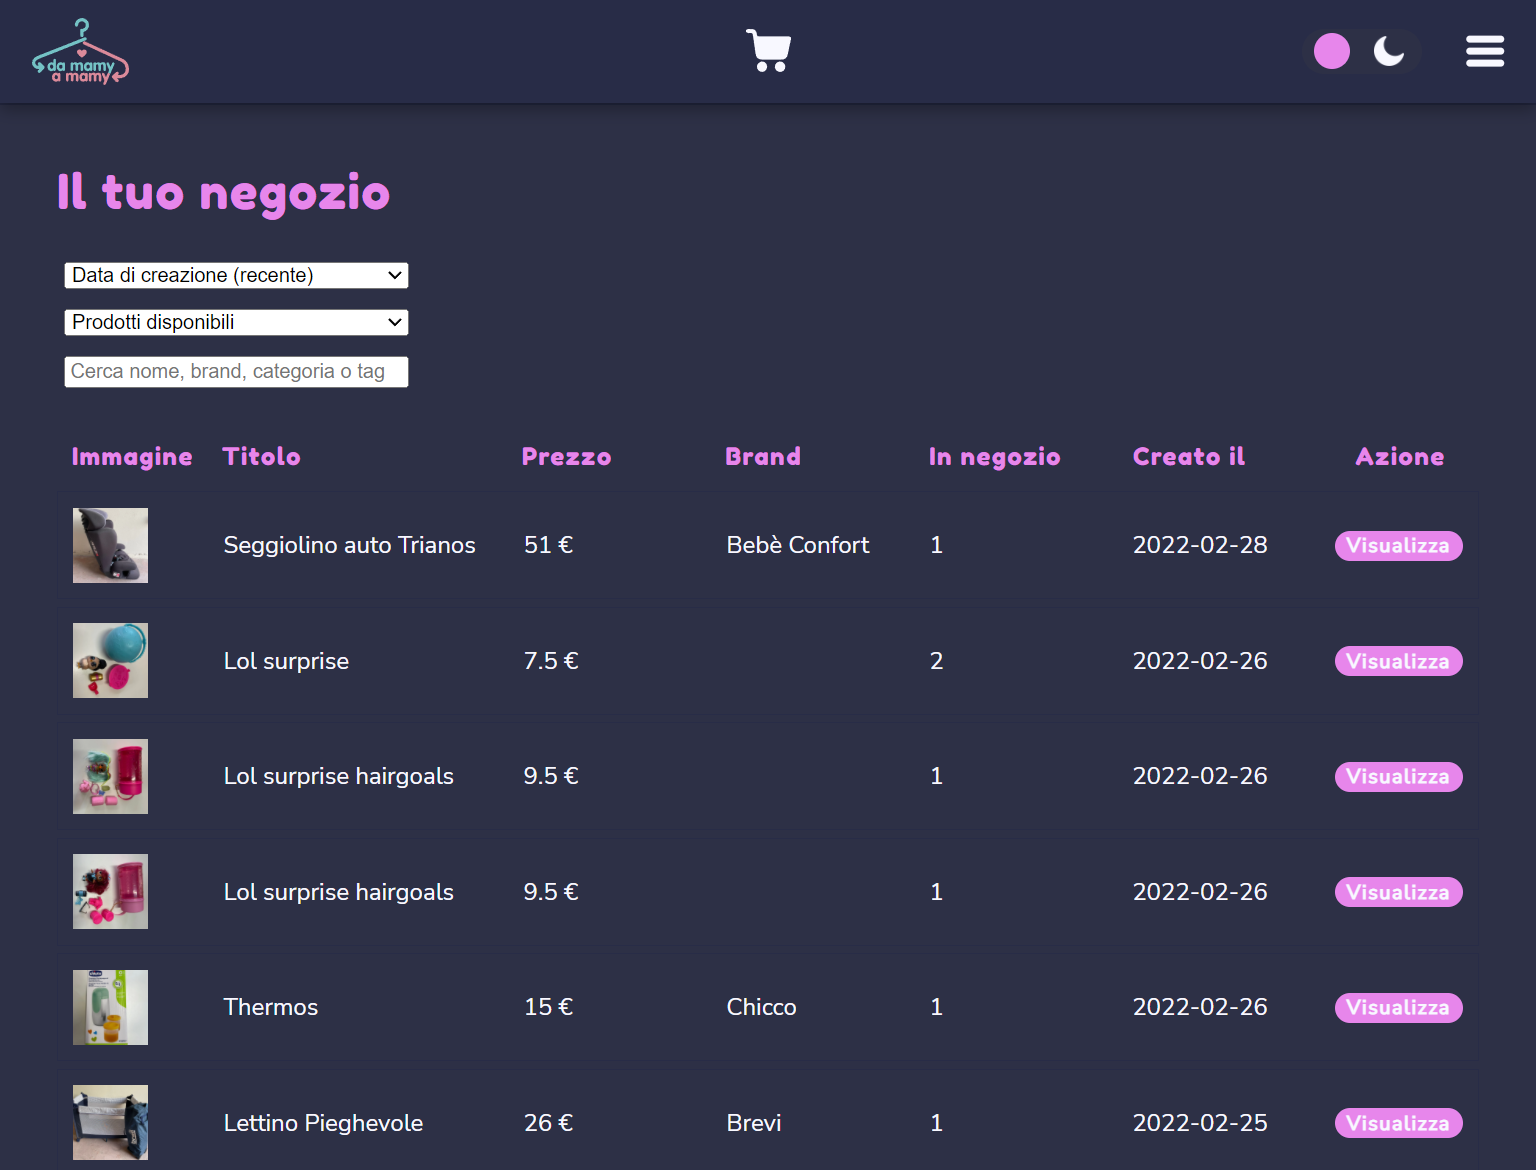 da mamy
a mamy
Il tuo negozio
Data di creazione (recente)
Prodotti disponibili
Cerca nome, brand, categoria o tag
Immagine Titolo Prezzo Brand In negozio Creato il Azione
Seggiolino auto Trianos 51 € Bebè Confort 1 2022-02-28 Visualizza
Lol surprise 7.5 € 2 2022-02-26 Visualizza
Lol surprise hairgoals 9.5 € 1 2022-02-26 Visualizza
Lol surprise hairgoals 9.5 € 1 2022-02-26 Visualizza
Thermos 15 € Chicco 1 2022-02-26 Visualizza
Lettino Pieghevole 26 € Brevi 1 2022-02-25 Visualizza